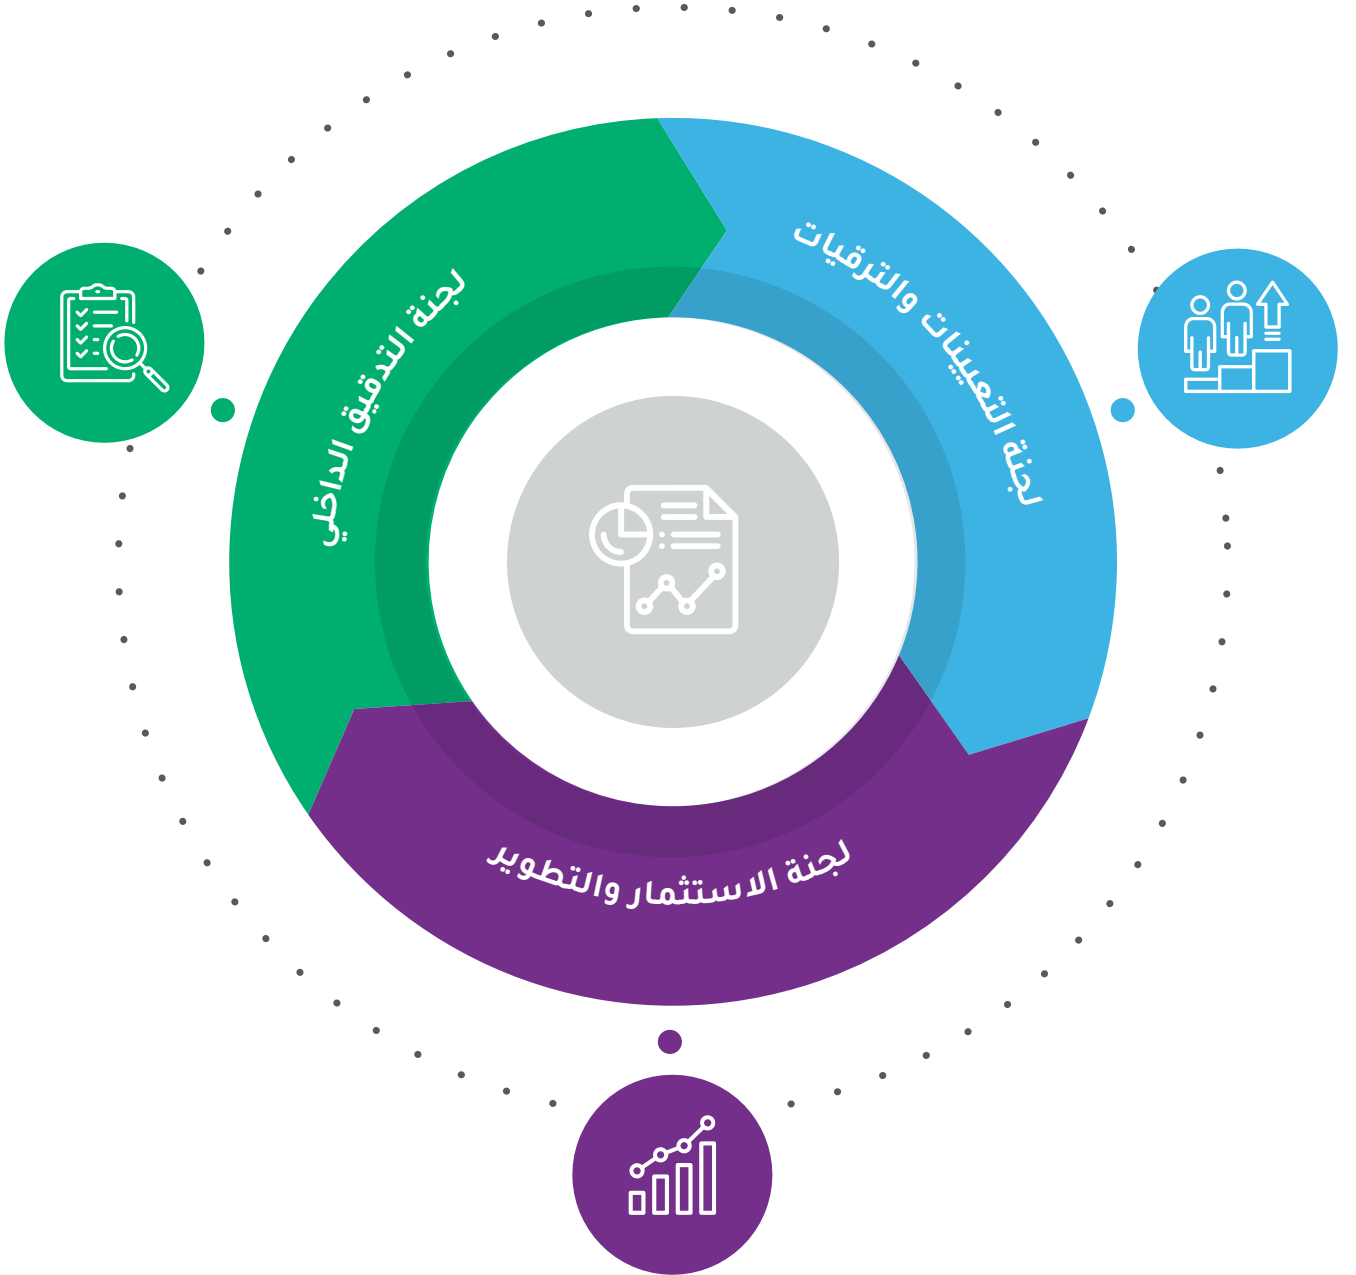 لجنة التعيينات والترقيات
لجنة التدقيق الداخلي
لجنة الاستثمار والتطوير